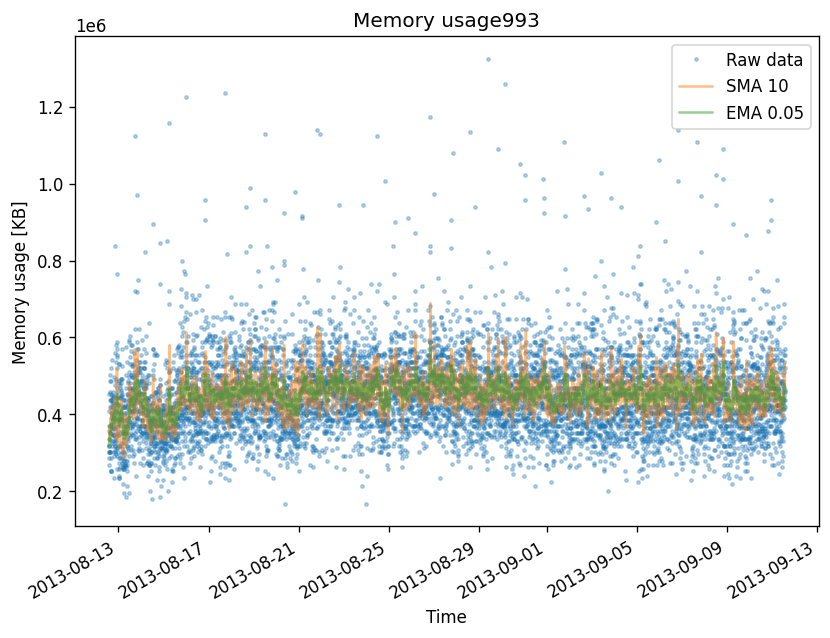 Memory usage993
1e6
Raw data
SMA 10
EMA 0.05
1.2
1.0
0.8
0.6
0.4
0.2
Memory usage [KB]
2013-08-13
2013-08-17
2013-08-21
2013-08-25
2013-08-29
2013-09-01
2013-09-05
2013-09-09
2013-09-13
Time